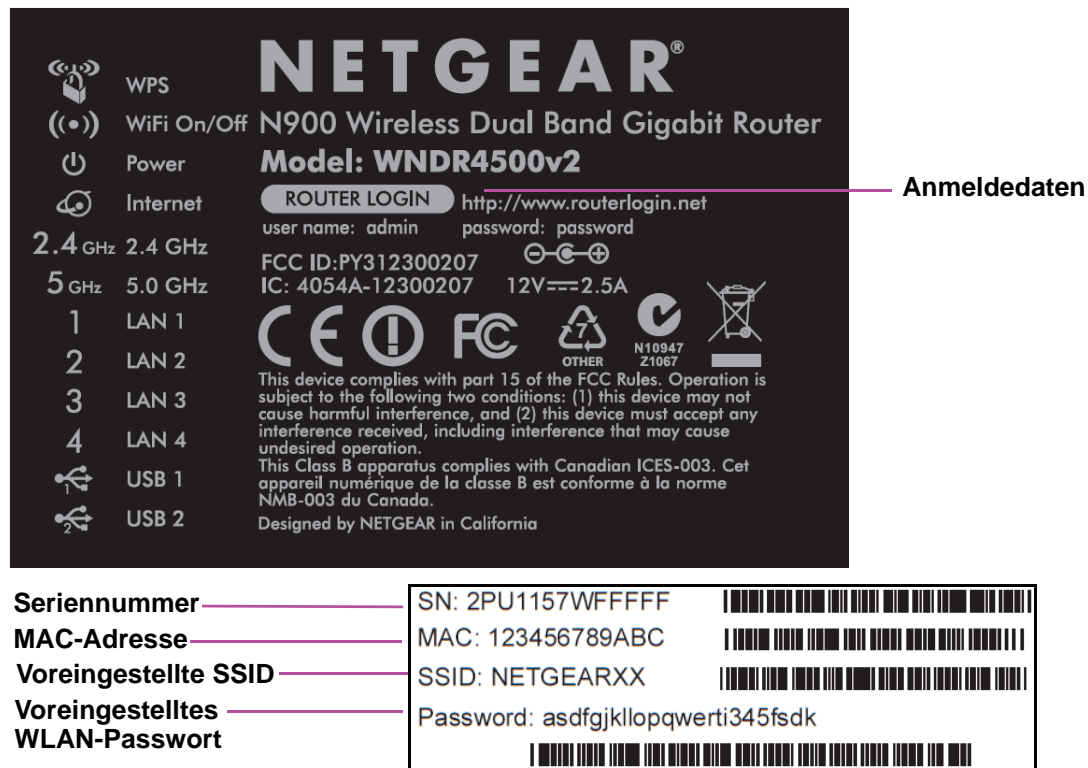 NETGEAR®
WPS
WiFi On/Off
N900 Wireless Dual Band Gigabit Router
Power
Model: WNDR4500v2
Anmeldedaten
Internet
ROUTER LOGIN http://www.routerlogin.net
user name: admin password: password
2.4 GHz 2.4 GHz
FCC ID:PY312300207
5 GHz 5.0 GHz
IC: 4054A-12300207 12V 2.5A
1 LAN 1
2 LAN 2
3 LAN 3
4 LAN 4
1 USB 1
2 USB 2
CE FC
7
OTHER
N10947
Z1067
This device complies with part 15 of the FCC Rules. Operation is
subject to the following two conditions: (1) this device may not
cause harmful interference, and (2) this device must accept any
interference received, including interference that may cause
undesired operation.
This Class B apparatus complies with Canadian ICES-003. Cet
appareil numérique de la classe B est conforme à la norme
NMB-003 du Canada.
Designed by NETGEAR in California
Seriennummer
SN: 2PU1157WFFFFF
MAC-Adresse
MAC: 123456789ABC
Voreingestellte SSID
SSID: NETGEARXX
Voreingestelltes
WLAN-Passwort
Password: asdfgjkllopqwerti345fsdk